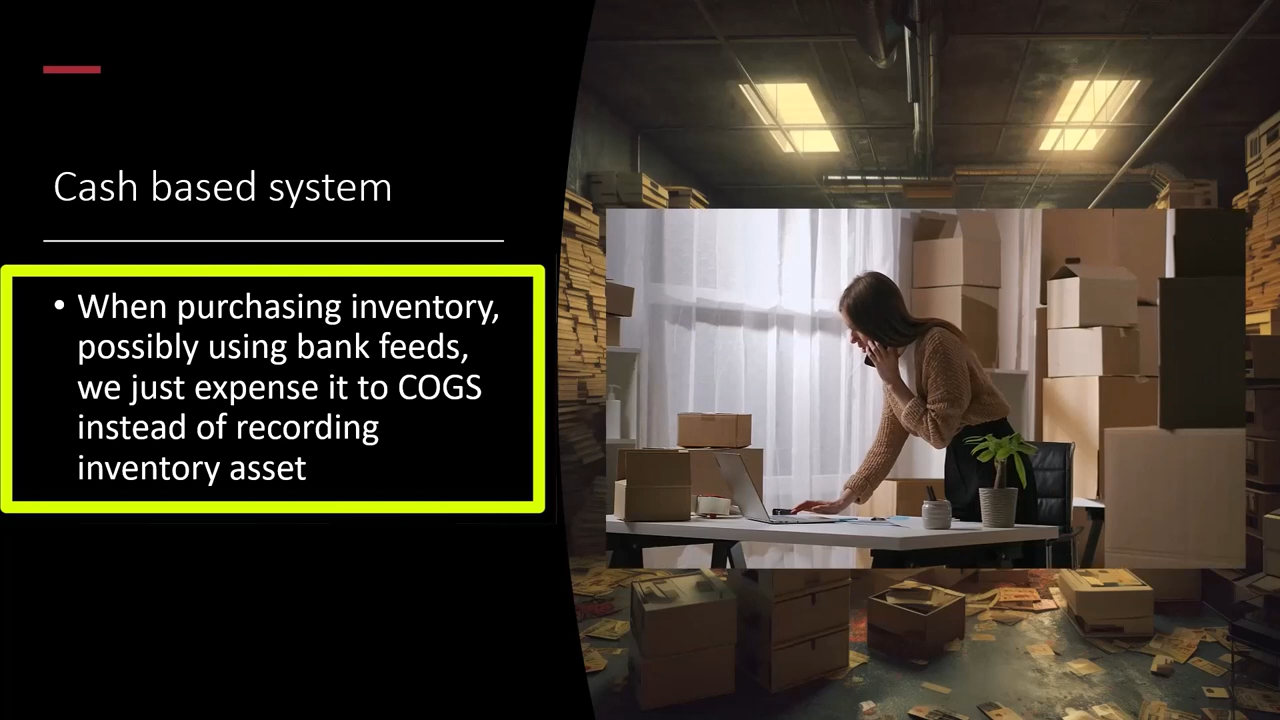 Cash based system
• When purchasing inventory,
possibly using bank feeds,
we just expense it to COGS
instead of recording
inventory asset